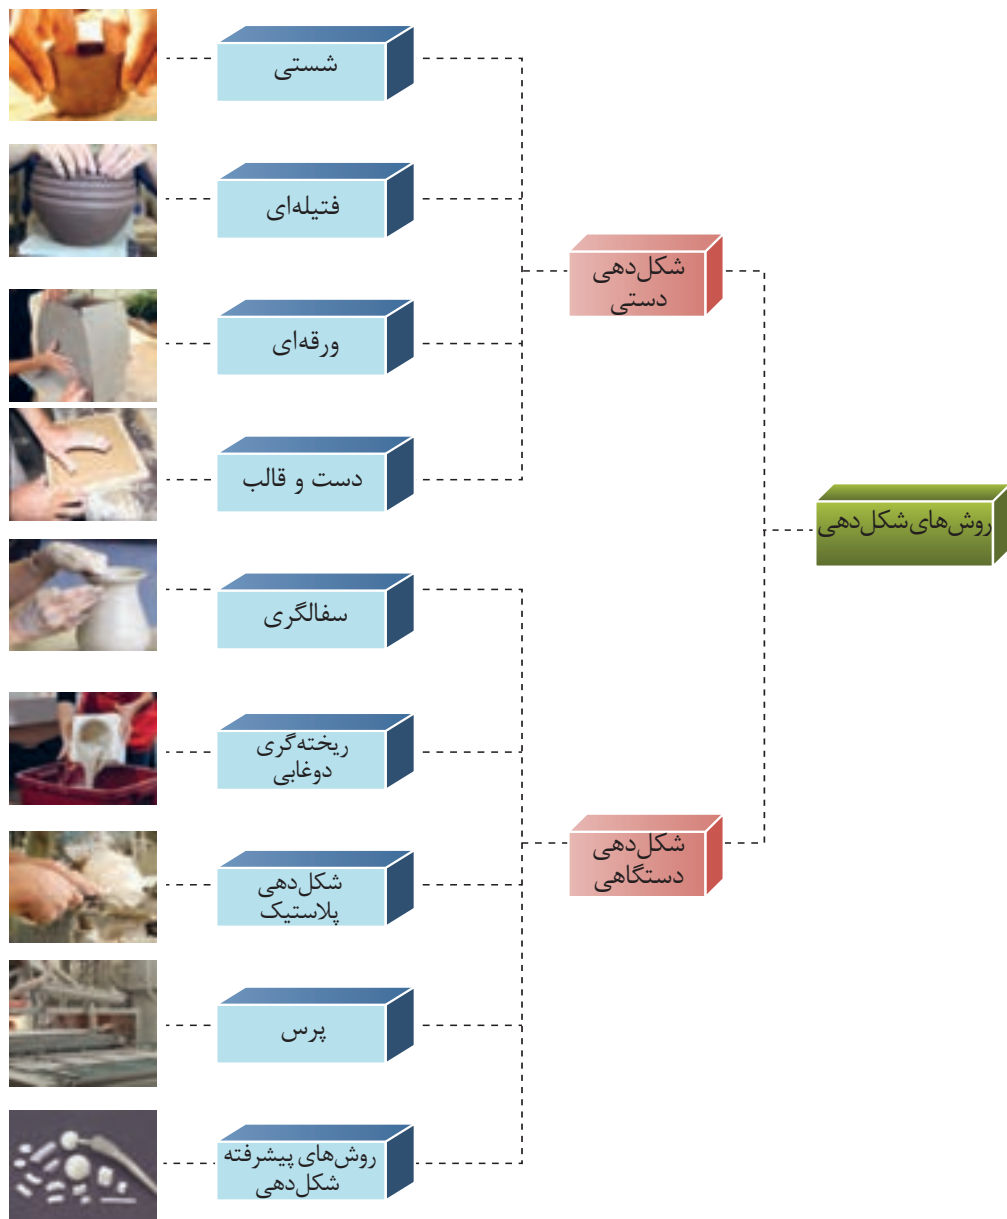 روش‌های شکل‌دهی
شکل‌دهی
دستی
شستی
فتیله‌ای
ورقه‌ای
دست و قالب
شکل‌دهی
دستگاهی
سفالگری
ریخته‌گری
دوغابی
شکل‌دهی
پلاستیک
پرس
روش‌های پیشرفته
شکل‌دهی